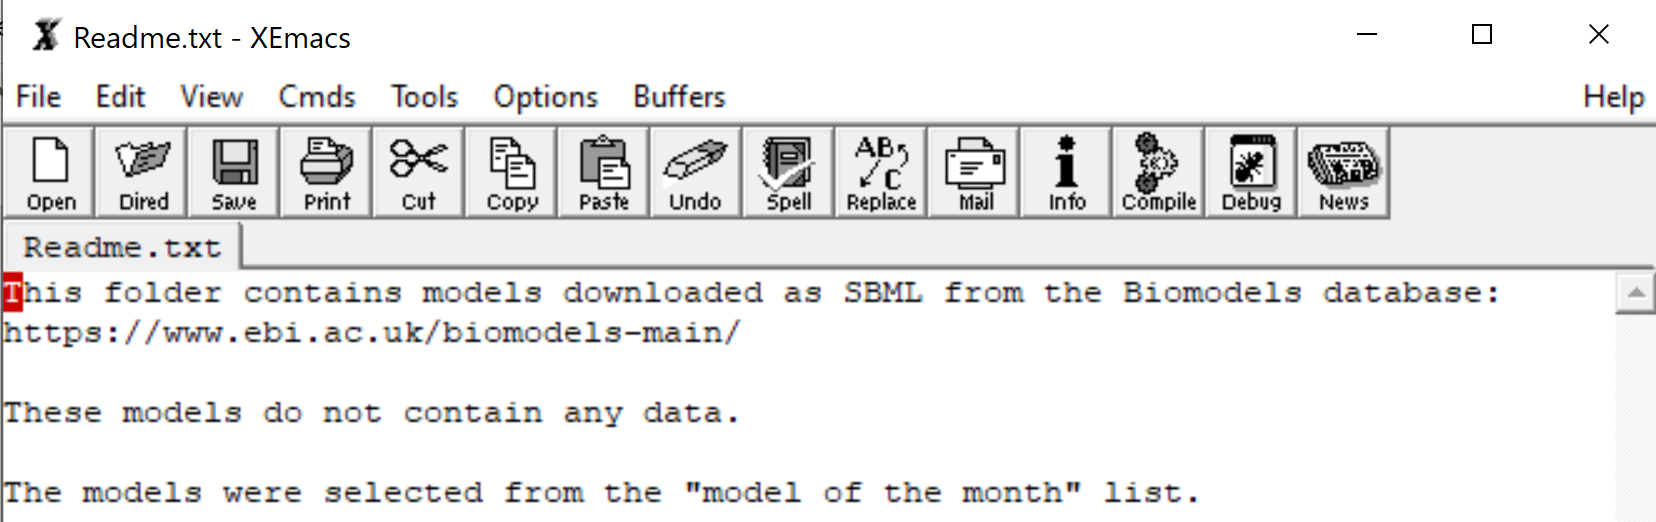 Readme.txt - XEmacs
File Edit View Cmds Tools Options Buffers Help
Open Dired Save Print Cut Copy Paste Undo Spell Replace Mail Info Compile Debug News
Readme.txt
This folder contains models downloaded as SBML from the Biomodels database:
https://www.ebi.ac.uk/biomodels-main/
These models do not contain any data.
The models were selected from the "model of the month" list.